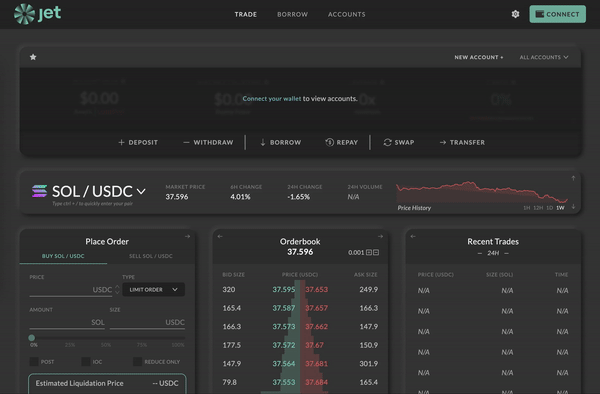 jet
TRADE BORROW ACCOUNTS
CONNECT
NEW ACCOUNT + ALL ACCOUNTS
$0.00 $0.00 0x 0%
Connect your wallet to view accounts.
+ DEPOSIT — WITHDRAW ↓ BORROW REPAY SWAP → TRANSFER
SOL / USDC
Type ctrl + / to quickly enter your pair
MARKET PRICE 6H CHANGE 24H CHANGE 24H VOLUME
37.596 4.01% -1.65% N/A
Price History 1H 12H 1D 1W
Place Order
BUY SOL / USDC SELL SOL / USDC
PRICE TYPE
USDC LIMIT ORDER
AMOUNT SIZE
SOL USDC
0% 25% 50% 75% 100%
POST IOC REDUCE ONLY
Estimated Liquidation Price -- USDC
Orderbook
37.596 0.001
BID SIZE PRICE (USDC) ASK SIZE
320 37.595 37.653 249.9
165.4 37.587 37.657 166.3
166.3 37.573 37.662 147.9
177.5 37.572 37.67 150.9
147.9 37.564 37.681 301.9
79.8 37.553 37.684 165.4
Recent Trades
— 24H —
PRICE (USDC) SIZE (SOL) TIME
N/A N/A N/A
N/A N/A N/A
N/A N/A N/A
N/A N/A N/A
N/A N/A N/A
N/A N/A N/A